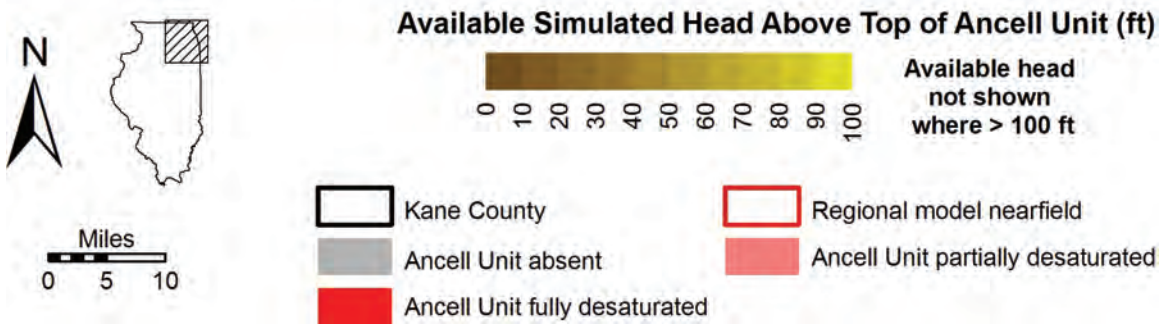 N
Miles
0 5 10
Available Simulated Head Above Top of Ancell Unit (ft)
0 10 20 30 40 50 60 70 80 90 100
Available head
not shown
where > 100 ft
Kane County
Regional model nearfield
Ancell Unit absent
Ancell Unit partially desaturated
Ancell Unit fully desaturated